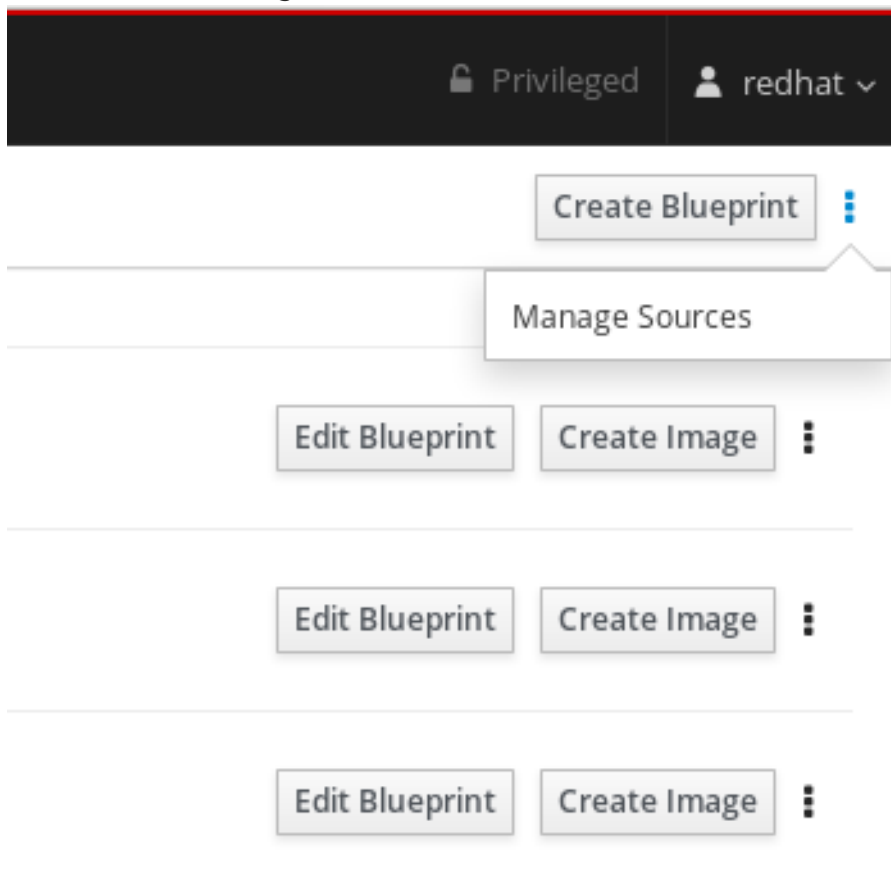 Privileged redhat
Create Blueprint
Manage Sources
Edit Blueprint Create Image
Edit Blueprint Create Image
Edit Blueprint Create Image